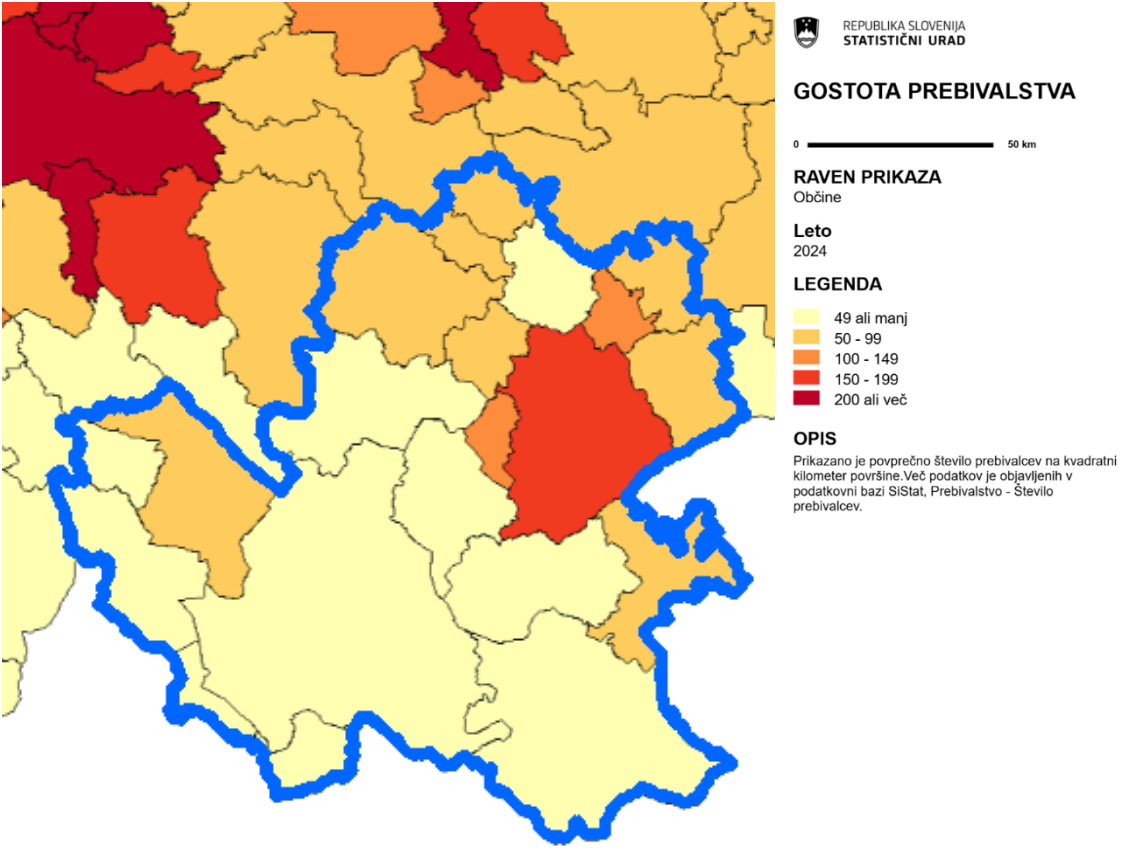 REPUBLIKA SLOVENIJA
STATISTIČNI URAD
GOSTOTA PREBIVALSTVA
0 50 km
RAVEN PRIKAZA
Občine
Leto
2024
LEGENDA
49 ali manj
50 - 99
100 - 149
150 - 199
200 ali več
OPIS
Prikazano je povprečno število prebivalcev na kvadratni
kilometer površine.Več podatkov je objavljenih v
podatkovni bazi SiStat, Prebivalstvo - Število
prebivalcev.